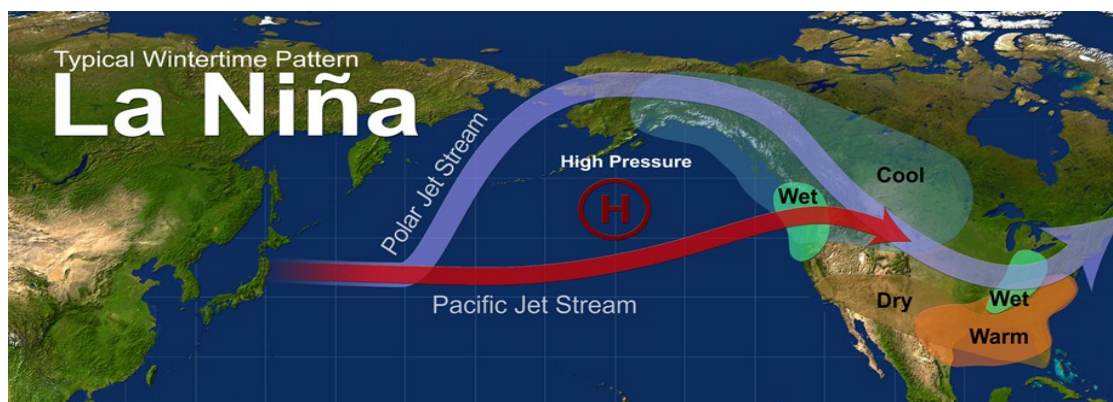 Typical Wintertime Pattern
La Niña
Polar Jet Stream
High Pressure
H
Pacific Jet Stream
Wet
Cool
Dry
Wet
Warm